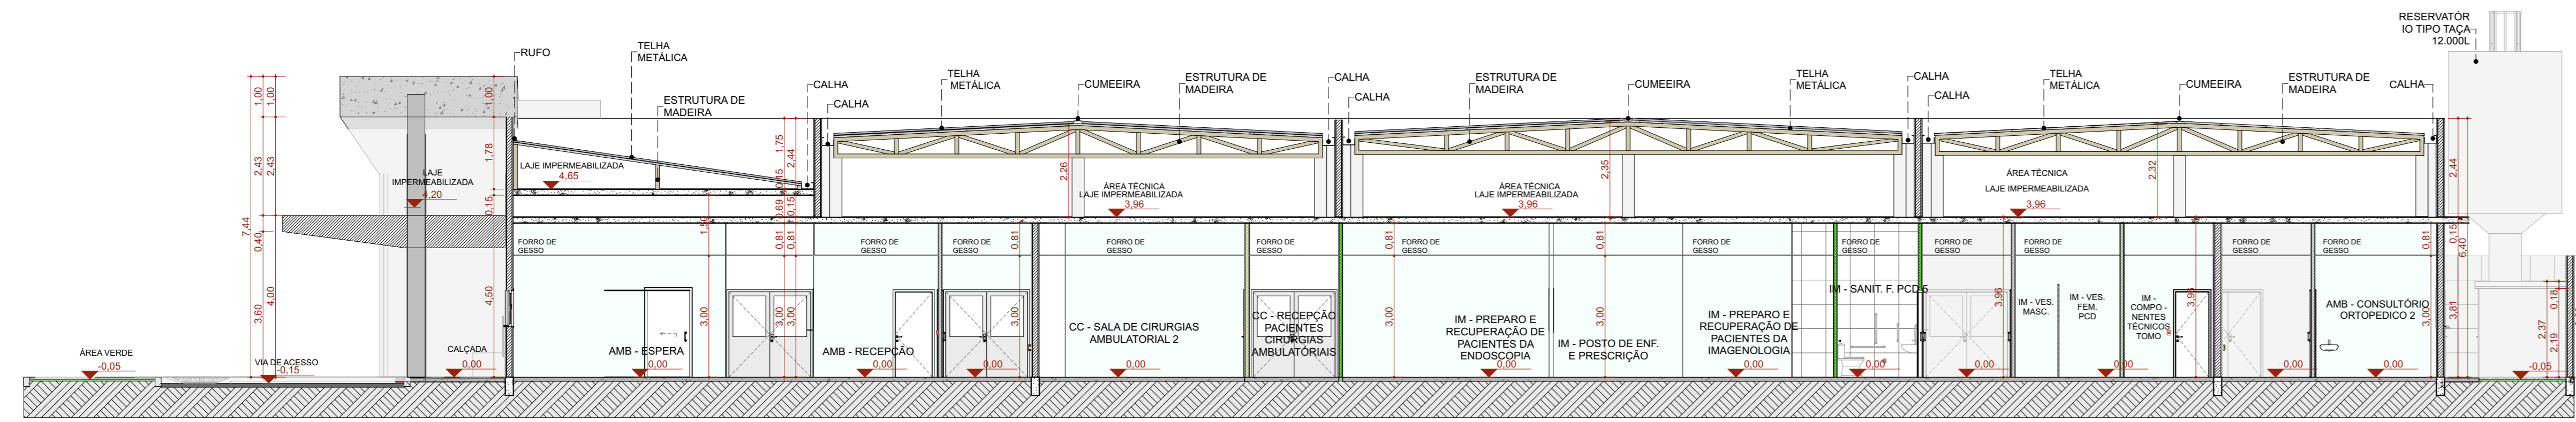 RESERVATÓR
IO TIPO TAÇA
12.000L
RUFO
TELHA
METÁLICA
ESTRUTURA DE
MADEIRA
CALHA
CALHA
TELHA
METÁLICA
CUMEEIRA
ESTRUTURA DE
MADEIRA
CALHA
CALHA
ESTRUTURA DE
MADEIRA
CUMEEIRA
TELHA
METÁLICA
CALHA
CALHA
TELHA
METÁLICA
CUMEEIRA
ESTRUTURA DE
MADEIRA
CALHA
1,00
1,00
1,00
2,43
2,43
1,78
1,75
2,44
2,26
2,35
2,32
2,44
LAJE
IMPERMEABILIZADA
4,20
LAJE IMPERMEABILIZADA
4,65
0,15
0,15
0,69
0,15
ÁREA TÉCNICA
LAJE IMPERMEABILIZADA
3,96
ÁREA TÉCNICA
LAJE IMPERMEABILIZADA
3,96
ÁREA TÉCNICA
LAJE IMPERMEABILIZADA
3,96
7,44
0,40
3,60
4,00
4,50
0,81
0,81
0,81
0,81
0,81
0,81
0,15
6,40
FORRO DE
GESSO
FORRO DE
GESSO
FORRO DE
GESSO
FORRO DE
GESSO
FORRO DE
GESSO
FORRO DE
GESSO
FORRO DE
GESSO
FORRO DE
GESSO
FORRO DE
GESSO
FORRO DE
GESSO
FORRO DE
GESSO
FORRO DE
GESSO
3,00
3,00
3,00
3,00
3,00
3,00
3,96
3,96
3,00
3,81
2,37
0,18
2,19
ÁREA VERDE
-0,05
VIA DE ACESSO
-0,15
CALÇADA
0,00
AMB - ESPERA
0,00
AMB - RECEPÇÃO
0,00
0,00
CC - SALA DE CIRURGIAS
AMBULATORIAL 2
0,00
CC - RECEPÇÃO
PACIENTES
CIRURGIAS
AMBULATÓRIAIS
IM - PREPARO E
RECUPERAÇÃO DE
PACIENTES DA
ENDOSCOPIA
0,00
IM - POSTO DE ENF.
E PRESCRIÇÃO
IM - PREPARO E
RECUPERAÇÃO DE
PACIENTES DA
IMAGENOLOGIA
0,00
IM - SANIT. F. PCD 5
0,00
0,00
IM - VES.
MASC.
IM - VES.
FEM.
PCD
0,00
IM -
COMPO -
NENTES
TÉCNICOS
TOMO
0,00
AMB - CONSULTÓRIO
ORTOPEDICO 2
0,00
-0,05